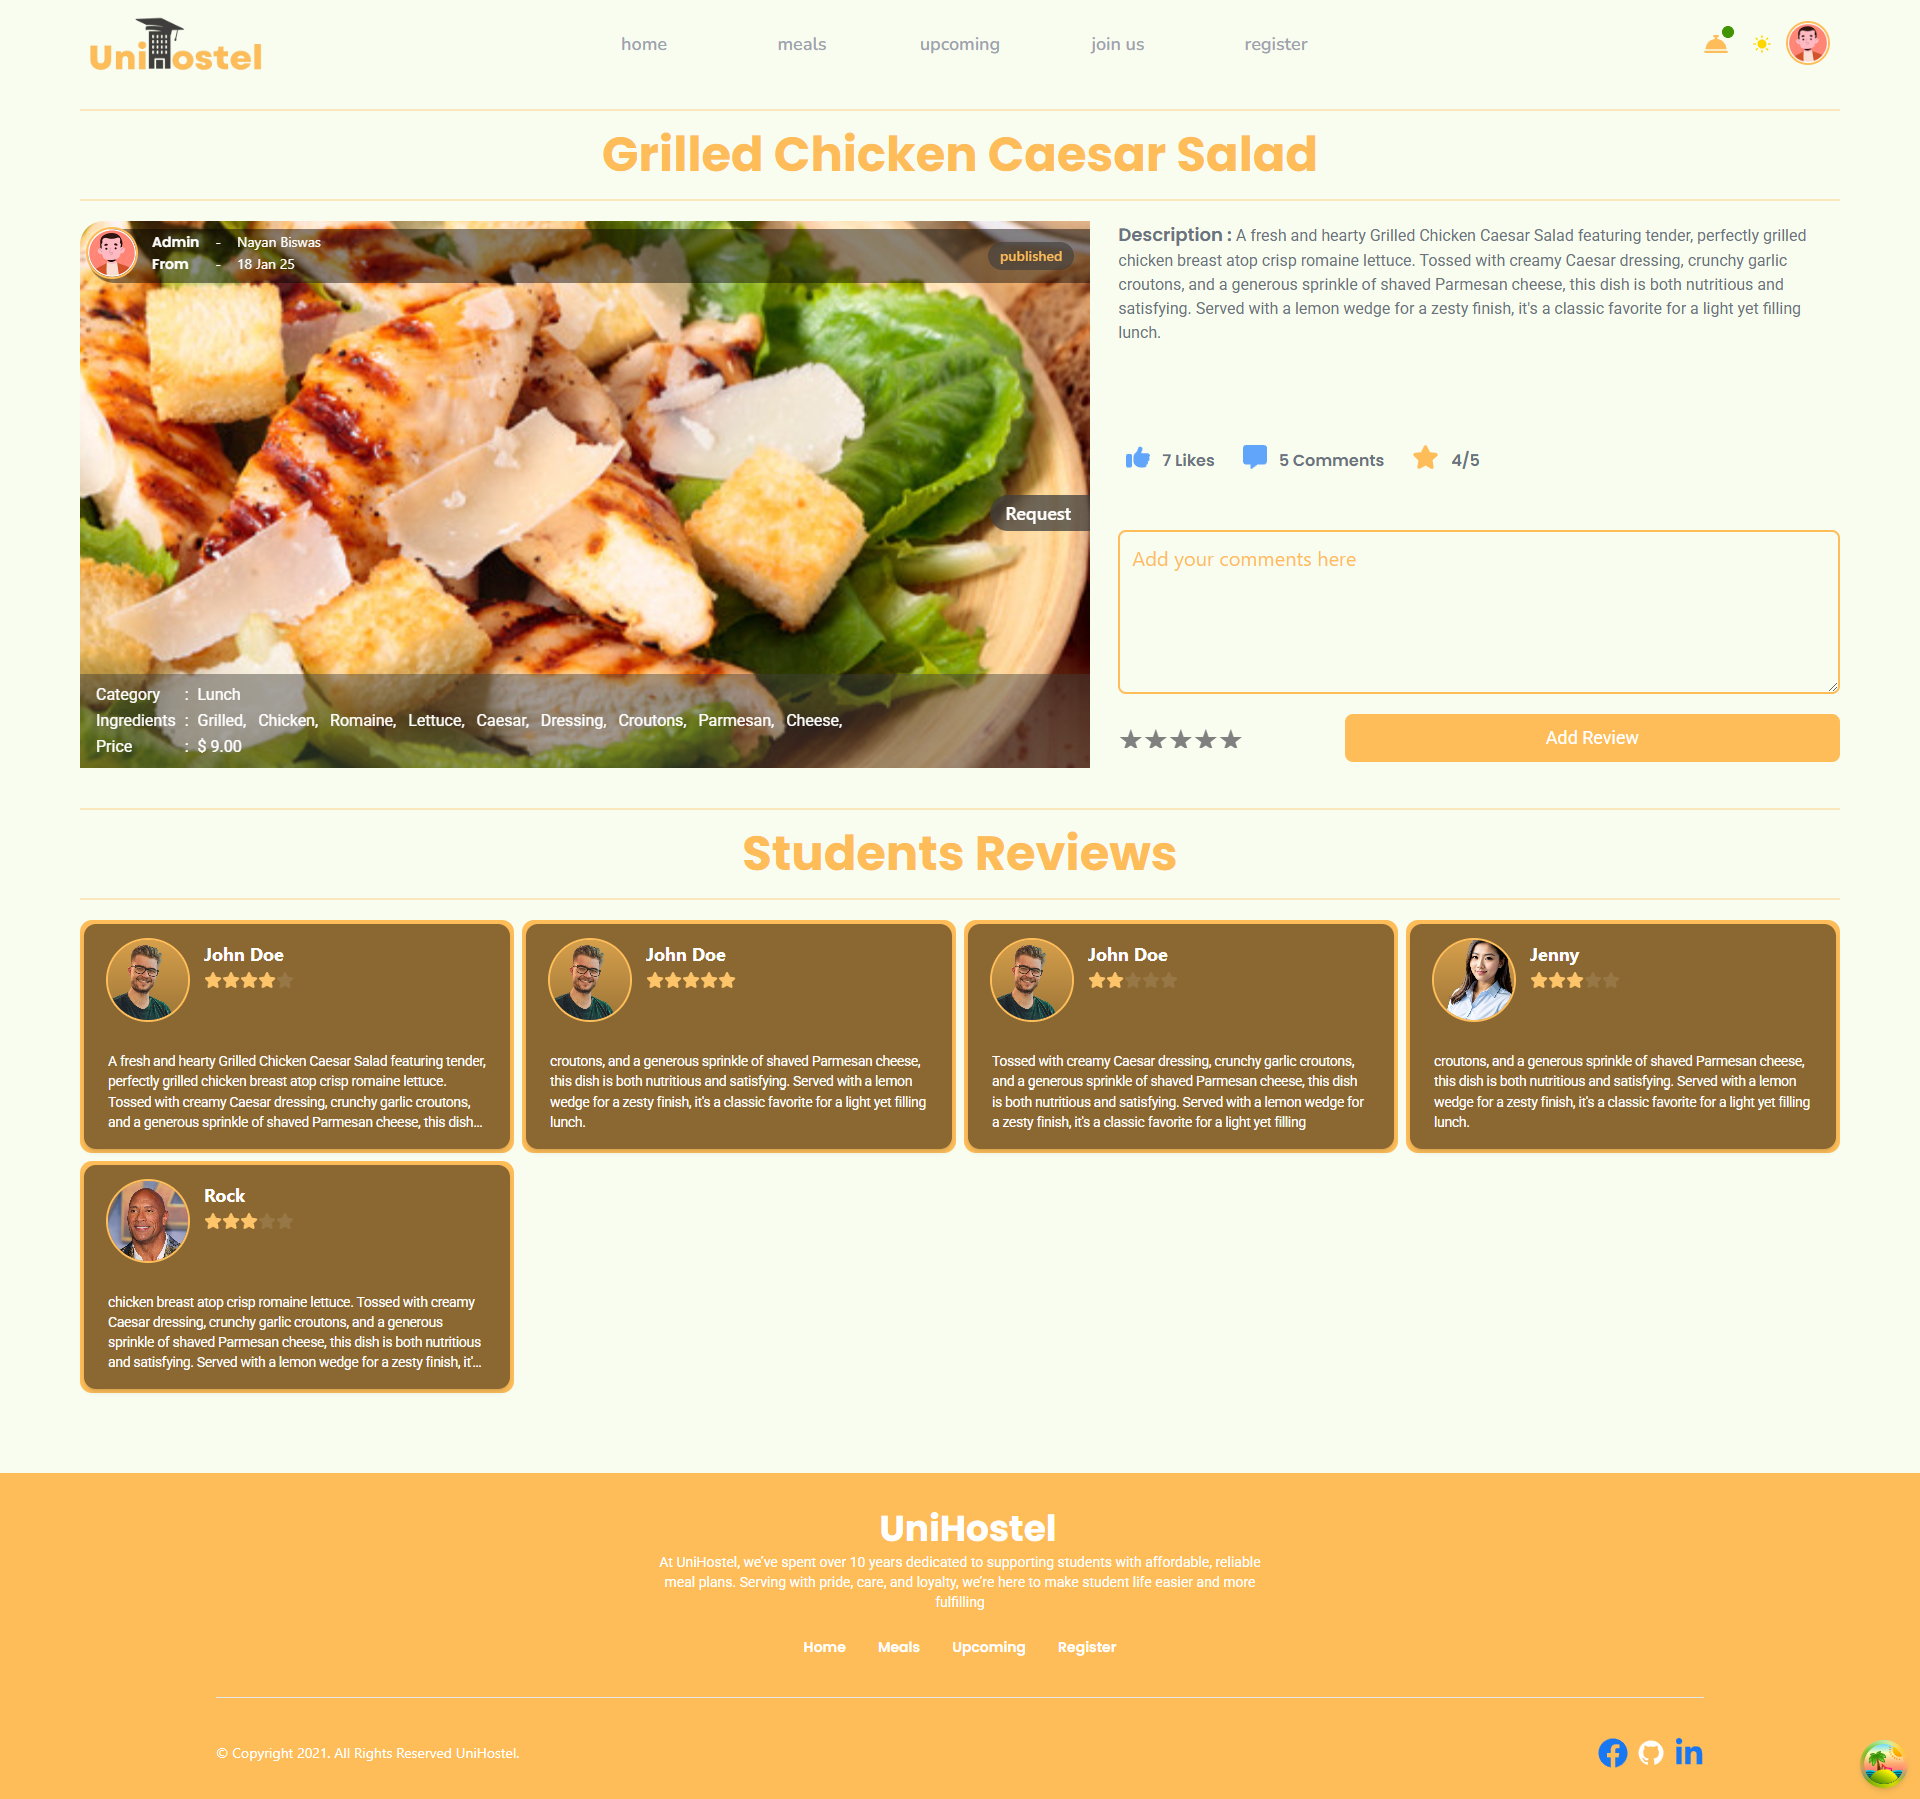 UniHostel
home
meals
upcoming
join us
register
Grilled Chicken Caesar Salad
Admin - Nayan Biswas
From - 18 Jan 25
published
Request
Category : Lunch
Ingredients : Grilled, Chicken, Romaine, Lettuce, Caesar, Dressing, Croutons, Parmesan, Cheese,
Price : $ 9.00
Description : A fresh and hearty Grilled Chicken Caesar Salad featuring tender, perfectly grilled
chicken breast atop crisp romaine lettuce. Tossed with creamy Caesar dressing, crunchy garlic
croutons, and a generous sprinkle of shaved Parmesan cheese, this dish is both nutritious and
satisfying. Served with a lemon wedge for a zesty finish, it's a classic favorite for a light yet filling
lunch.
7 Likes
5 Comments
4/5
Add your comments here
Add Review
Students Reviews
John Doe
A fresh and hearty Grilled Chicken Caesar Salad featuring tender,
perfectly grilled chicken breast atop crisp romaine lettuce.
Tossed with creamy Caesar dressing, crunchy garlic croutons,
and a generous sprinkle of shaved Parmesan cheese, this dish...
John Doe
croutons, and a generous sprinkle of shaved Parmesan cheese,
this dish is both nutritious and satisfying. Served with a lemon
wedge for a zesty finish, it's a classic favorite for a light yet filling
lunch.
John Doe
Tossed with creamy Caesar dressing, crunchy garlic croutons,
and a generous sprinkle of shaved Parmesan cheese, this dish
is both nutritious and satisfying. Served with a lemon wedge for
a zesty finish, it's a classic favorite for a light yet filling
Jenny
croutons, and a generous sprinkle of shaved Parmesan cheese,
this dish is both nutritious and satisfying. Served with a lemon
wedge for a zesty finish, it's a classic favorite for a light yet filling
lunch.
Rock
chicken breast atop crisp romaine lettuce. Tossed with creamy
Caesar dressing, crunchy garlic croutons, and a generous
sprinkle of shaved Parmesan cheese, this dish is both nutritious
and satisfying. Served with a lemon wedge for a zesty finish, it'...
UniHostel
At UniHostel, we've spent over 10 years dedicated to supporting students with affordable, reliable
meal plans. Serving with pride, care, and loyalty, we're here to make student life easier and more
fulfilling
Home
Meals
Upcoming
Register
© Copyright 2021. All Rights Reserved UniHostel.